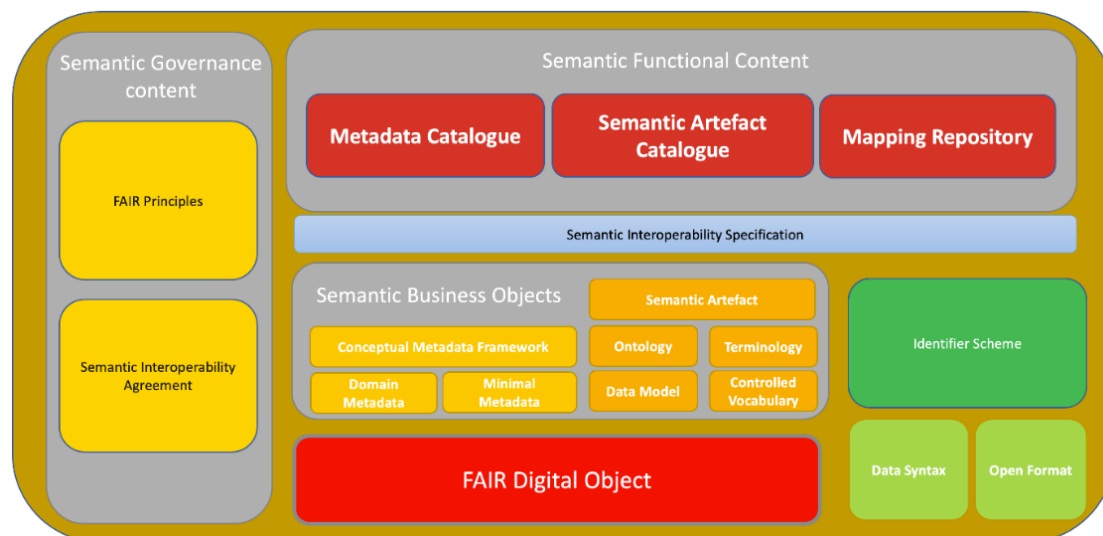 Semantic Governance
content
FAIR Principles
Semantic Interoperability
Agreement
Semantic Functional Content
Metadata Catalogue
Semantic Artefact
Catalogue
Mapping Repository
Semantic Interoperability Specification
Semantic Business Objects
Semantic Artefact
Conceptual Metadata Framework
Ontology
Terminology
Domain
Metadata
Minimal
Metadata
Data Model
Controlled
Vocabulary
Identifier Scheme
FAIR Digital Object
Data Syntax
Open Format